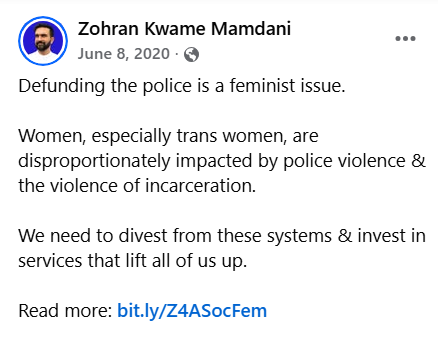 Zohran Kwame Mamdani
June 8, 2020 ·
Defunding the police is a feminist issue.
Women, especially trans women, are
disproportionately impacted by police violence &
the violence of incarceration.
We need to divest from these systems & invest in
services that lift all of us up.
Read more: bit.ly/Z4ASocFem